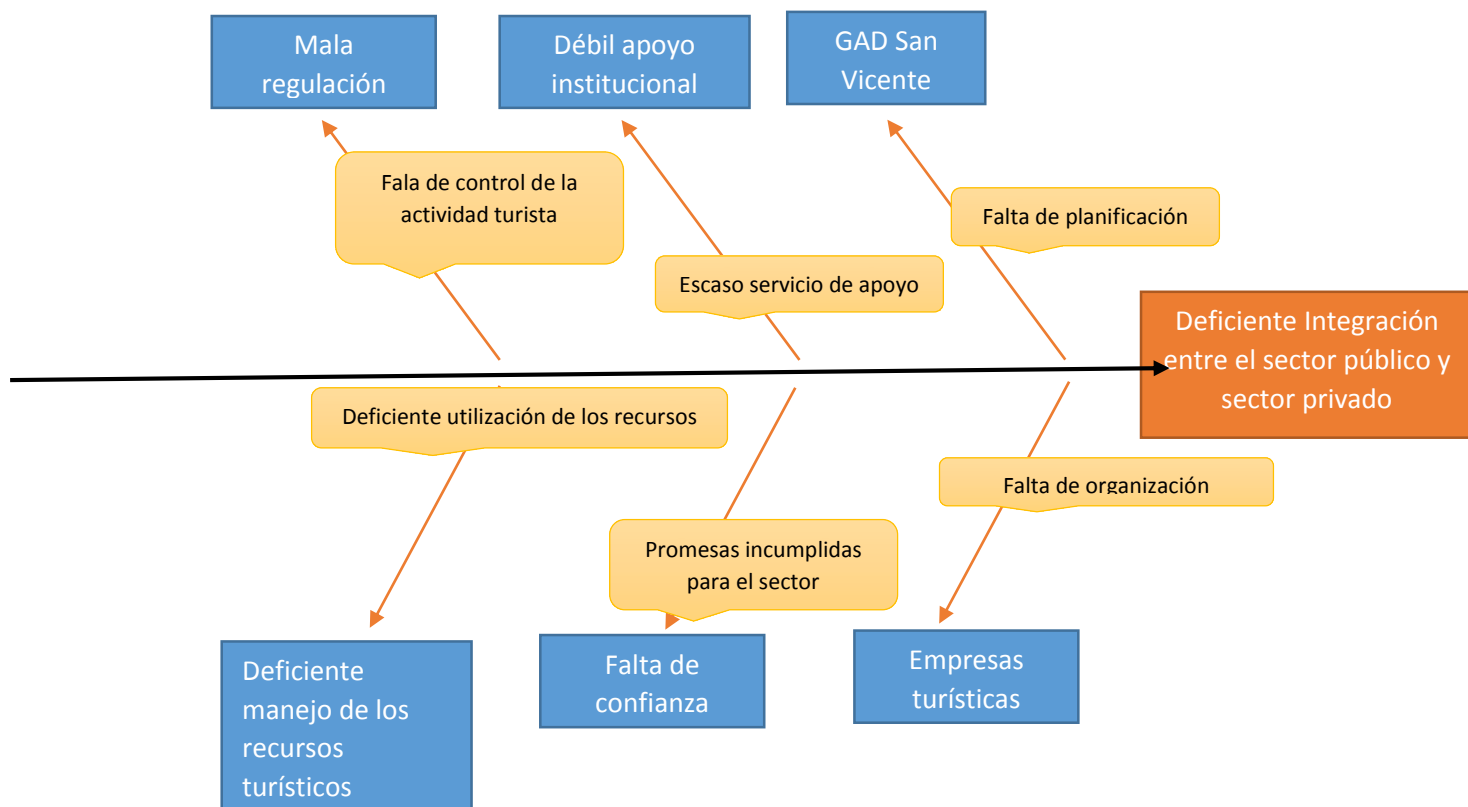 Mala
regulación
Débil apoyo
institucional
GAD San
Vicente
Fala de control de la
actividad turista
Falta de planificación
Escaso servicio de apoyo
Deficiente Integración
entre el sector público y
sector privado
Deficiente utilización de los recursos
Falta de organización
Promesas incumplidas
para el sector
Deficiente
manejo de los
recursos
turísticos
Falta de
confianza
Empresas
turísticas